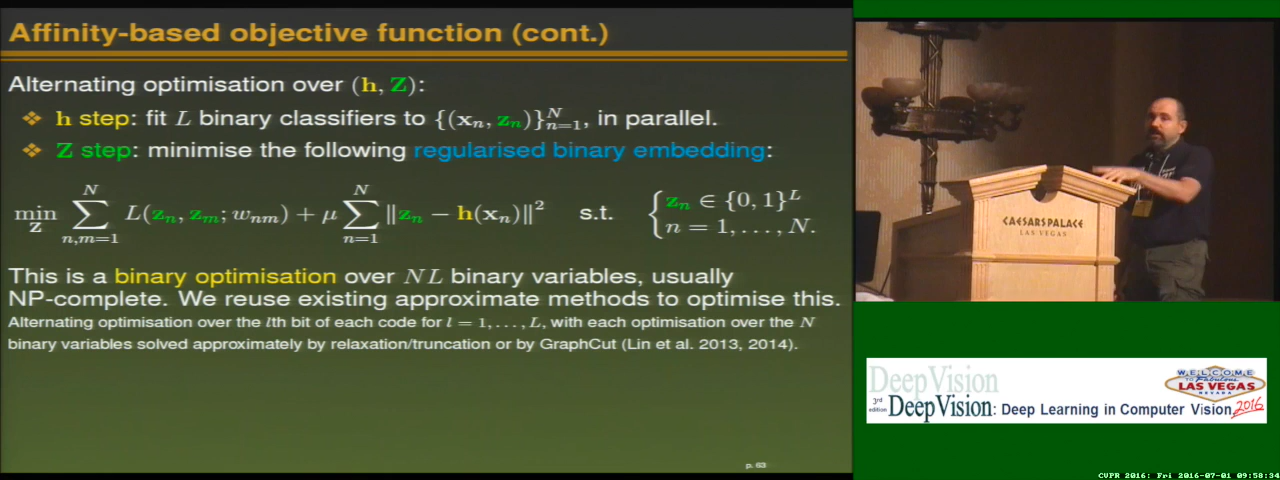 Affinity-based objective function (cont.)
Alternating optimisation over (h, Z):
❖ h step: fit L binary classifiers to {(xₙ, zₙ)}ᴺₙ₌₁, in parallel.
❖ Z step: minimise the following regularised binary embedding:
min_Z ∑_{n,m=1}^{N} L(zₙ, zₘ; wₙₘ) + μ ∑_{n=1}^{N} ‖zₙ − h(xₙ)‖² s.t. { zₙ ∈ {0, 1}ᴸ
n = 1, . . . , N.
This is a binary optimisation over NL binary variables, usually
NP-complete. We reuse existing approximate methods to optimise this.
Alternating optimisation over the lth bit of each code for l = 1, . . . , L, with each optimisation over the N
binary variables solved approximately by relaxation/truncation or by GraphCut (Lin et al. 2013, 2014).
p. 63
CAESARS PALACE
LAS VEGAS
DeepVision
WELCOME
TO Fabulous
LAS VEGAS
NEVADA
3rd
edition
DeepVision: Deep Learning in Computer Vision 2016
CVPR 2016: Fri 2016-07-01 09:58:34